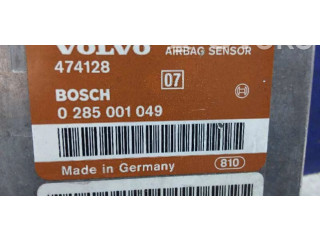 VOLVO
AIRBAG SENSOR
474128
07
BOSCH
0 285 001 049
Made in Germany
810